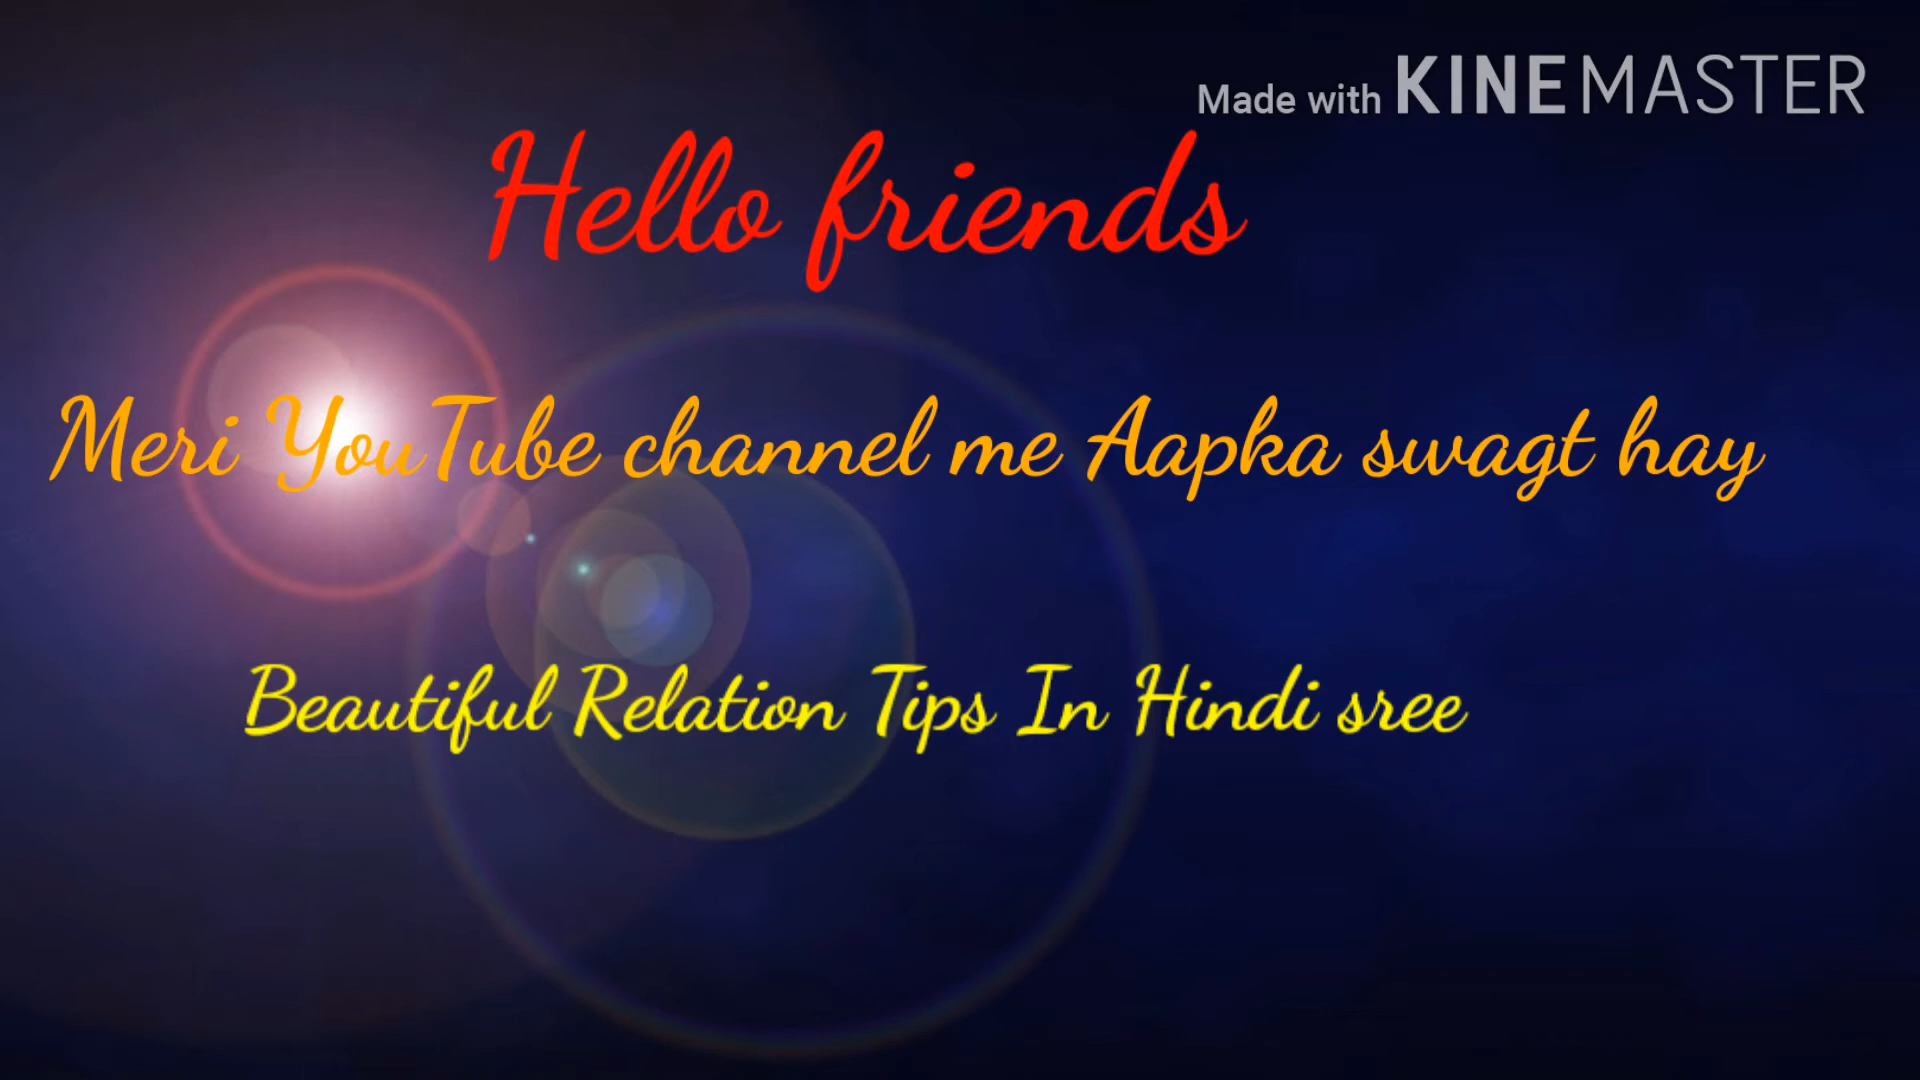 Made with KINEMASTER
Hello friends
Meri YouTube channel me Aapka swagt hay
Beautiful Relation Tips In Hindi sree